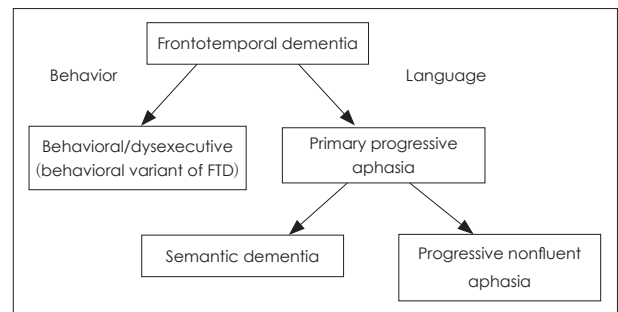 Frontotemporal dementia
Behavior
Language
Behavioral/dysexecutive
(behavioral variant of FTD)
Primary progressive
aphasia
Semantic dementia
Progressive nonfluent
aphasia